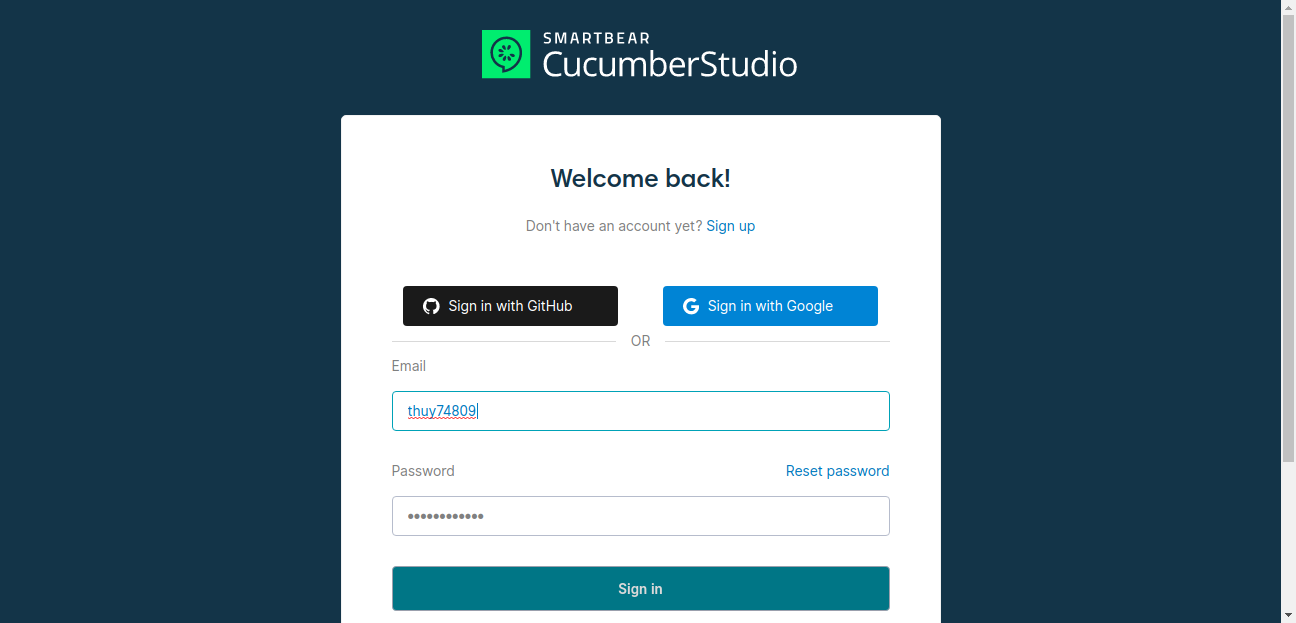 SMARTBEAR
CucumberStudio
Welcome back!
Don't have an account yet? Sign up
Sign in with GitHub
Sign in with Google
OR
Email
thuy74809
Password
Reset password
••••••••••••
Sign in